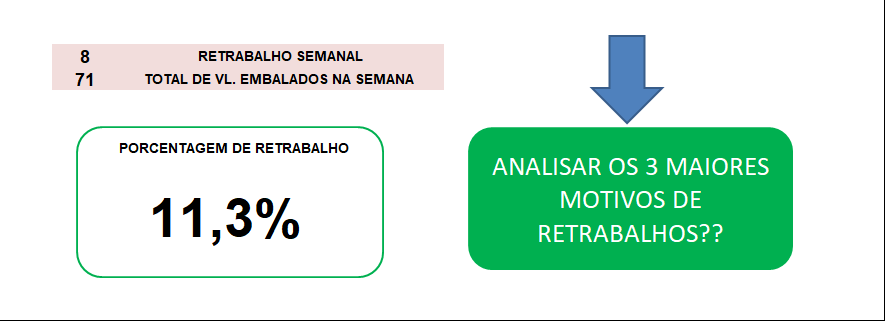 8 RETRABALHO SEMANAL
71 TOTAL DE VL. EMBALADOS NA SEMANA
PORCENTAGEM DE RETRABALHO
11,3%
ANALISAR OS 3 MAIORES
MOTIVOS DE
RETRABALHOS??